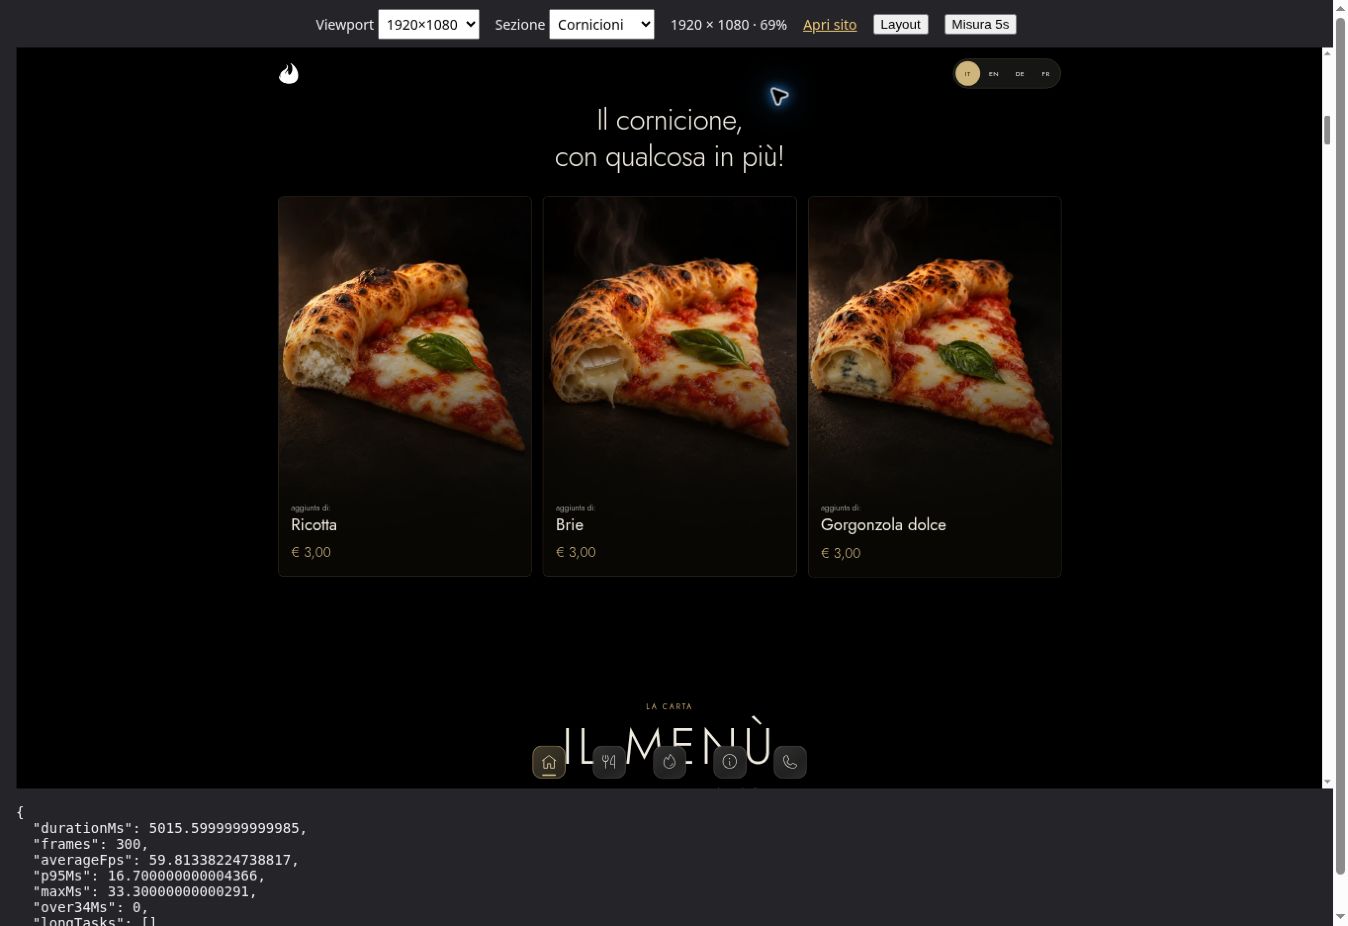 Viewport 1920×1080 Sezione Cornicioni 1920 × 1080 · 69% Apri sito Layout Misura 5s
IT EN DE FR
Il cornicione,
con qualcosa in più!
aggiunta di:
Ricotta
€ 3,00
aggiunta di:
Brie
€ 3,00
aggiunta di:
Gorgonzola dolce
€ 3,00
LA CARTA
IL MENÙ
{
"durationMs": 5015.5999999999985,
"frames": 300,
"averageFps": 59.81338224738817,
"p95Ms": 16.700000000004366,
"maxMs": 33.30000000000291,
"over34Ms": 0,
"longTasks": []